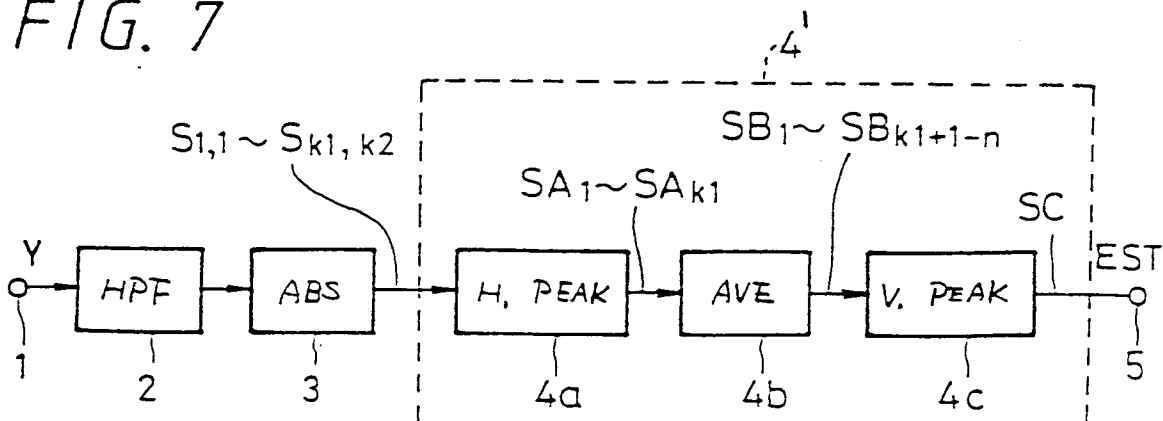 FIG. 7
4'
S1,1 ~ Sk1, k2
SA1 ~ SAk1
SB1 ~ SBk1+1-n
SC
Y
HPF
ABS
H. PEAK
AVE
V. PEAK
EST
1
2
3
4a
4b
4c
5